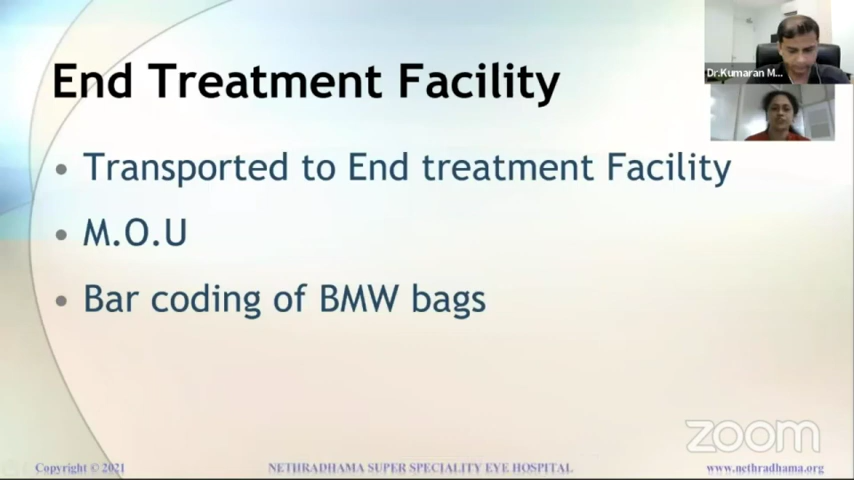 End Treatment Facility
Dr.Kumaran M...
• Transported to End treatment Facility
• M.O.U
• Bar coding of BMW bags
zoom
Copyright © 2021
NETHRADHAMA SUPER SPECIALITY EYE HOSPITAL
www.nethradhama.org